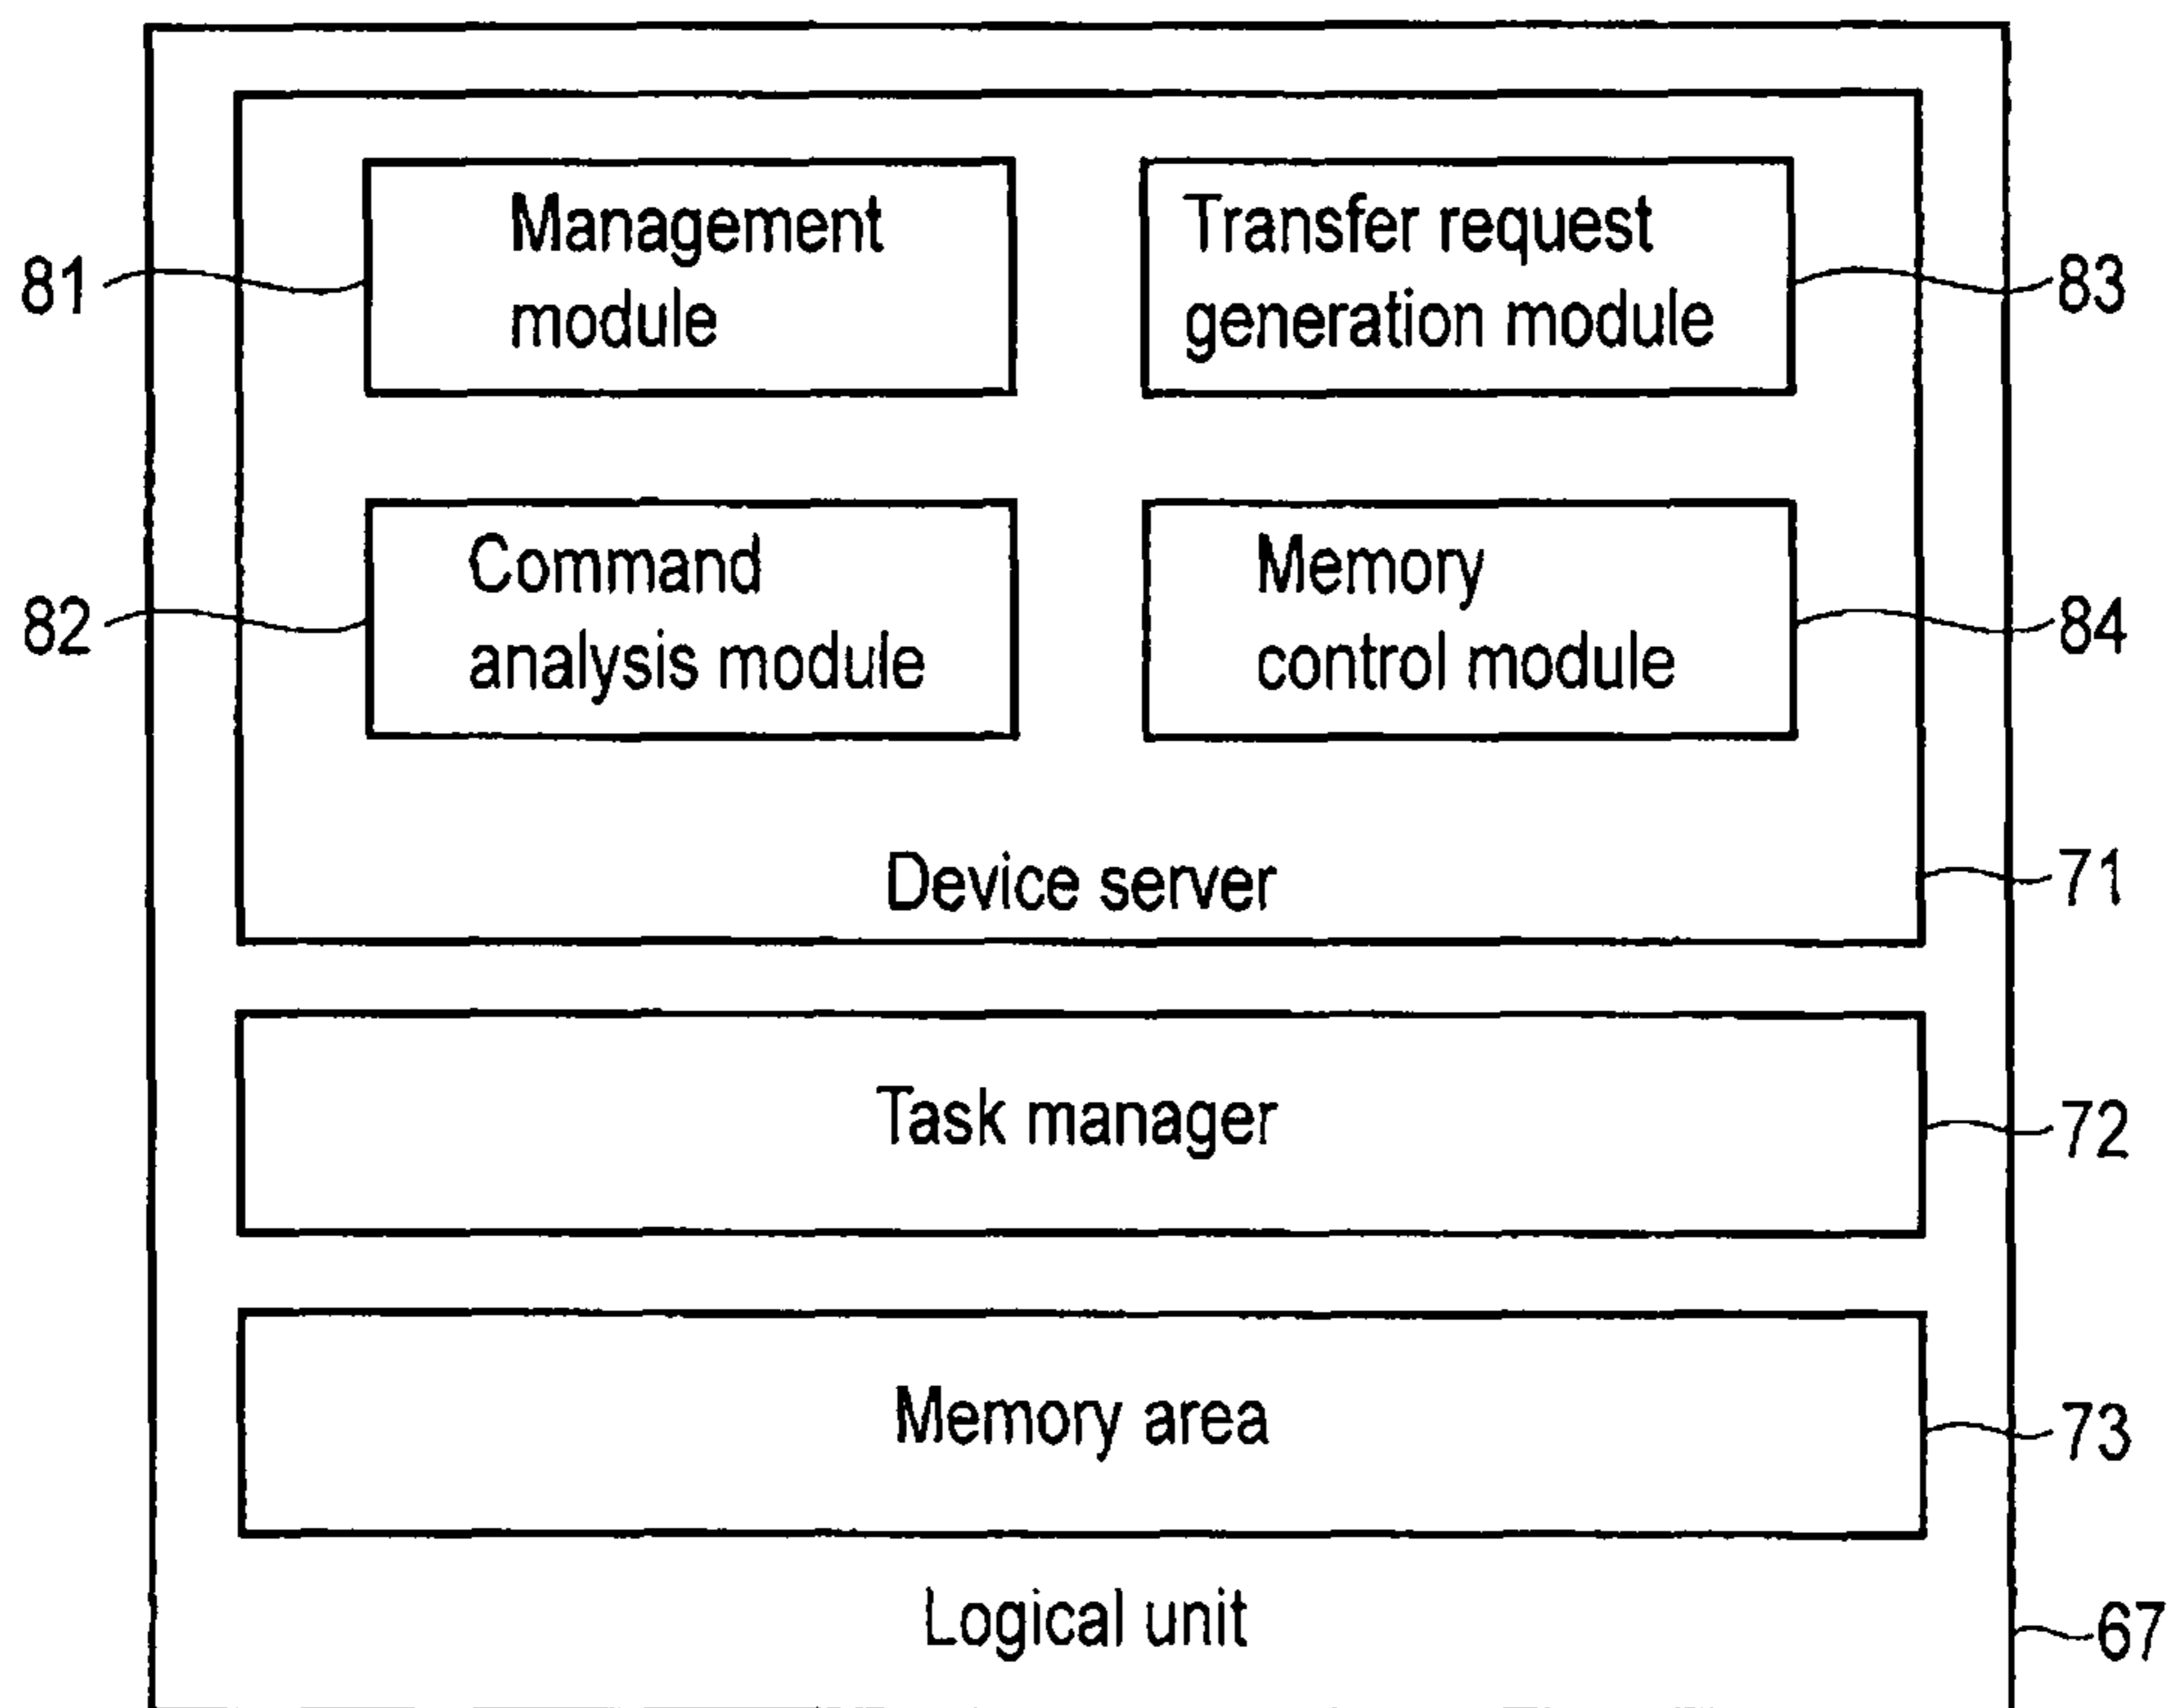 Management
module
Transfer request
generation module
81
83
Command
analysis module
Memory
control module
82
84
Device server
71
Task manager
72
Memory area
73
Logical unit
67